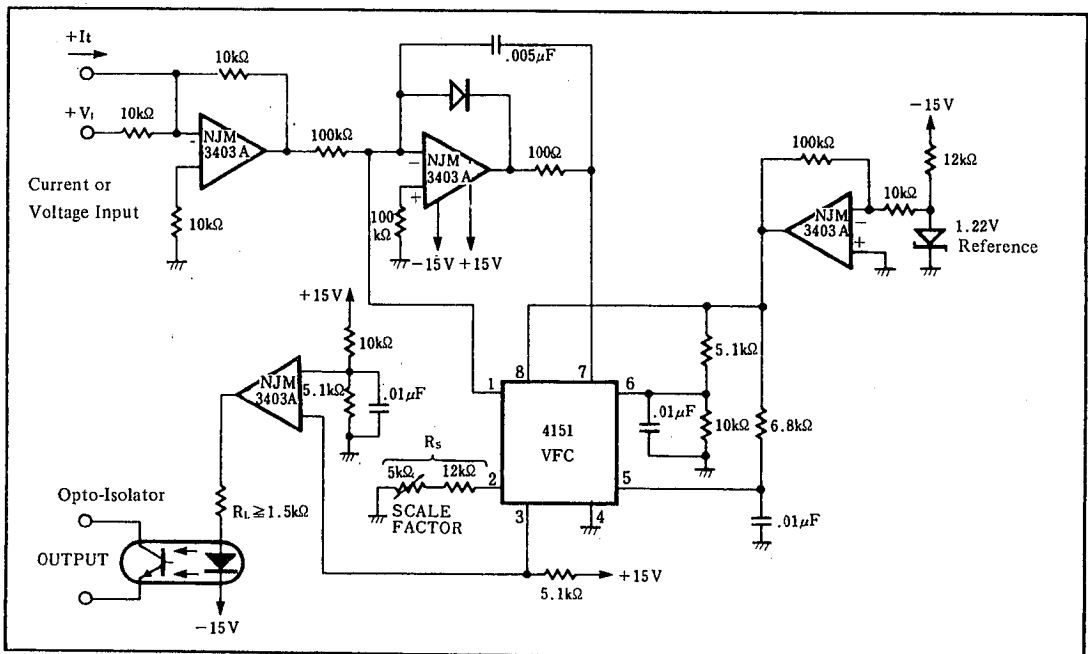 +It
10kΩ
+V₁
10kΩ
NJM
3403A
-
100kΩ
10kΩ
Current or
Voltage Input
.005μF
NJM
3403A
-
+
100Ω
100
kΩ
-15V +15V
-15V
12kΩ
100kΩ
10kΩ
NJM
3403A
-
+
1.22V
Reference
+15V
10kΩ
NJM
3403A
5.1kΩ
.01μF
1
8
7
6
4151
VFC
2
3
4
5
5.1kΩ
.01μF
10kΩ
6.8kΩ
.01μF
Rs
5kΩ
12kΩ
SCALE
FACTOR
Opto-Isolator
RL≧1.5kΩ
OUTPUT
-15V
5.1kΩ
+15V